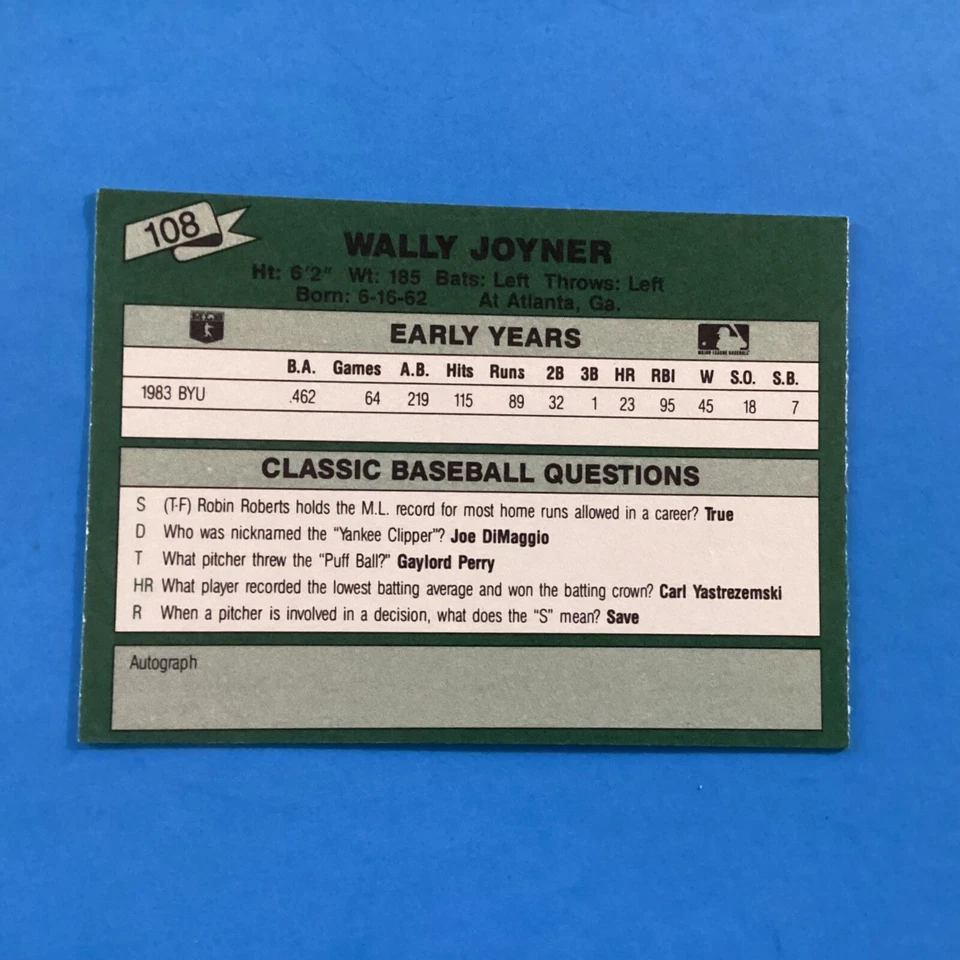 108
WALLY JOYNER
Ht: 6'2" Wt: 185 Bats: Left Throws: Left
Born: 6-16-62 At Atlanta, Ga.
EARLY YEARS
MAJOR LEAGUE BASEBALL
B.A. Games A.B. Hits Runs 2B 3B HR RBI W S.O. S.B.
1983 BYU .462 64 219 115 89 32 1 23 95 45 18 7
CLASSIC BASEBALL QUESTIONS
S (T-F) Robin Roberts holds the M.L. record for most home runs allowed in a career? True
D Who was nicknamed the "Yankee Clipper"? Joe DiMaggio
T What pitcher threw the "Puff Ball?" Gaylord Perry
HR What player recorded the lowest batting average and won the batting crown? Carl Yastrezemski
R When a pitcher is involved in a decision, what does the "S" mean? Save
Autograph